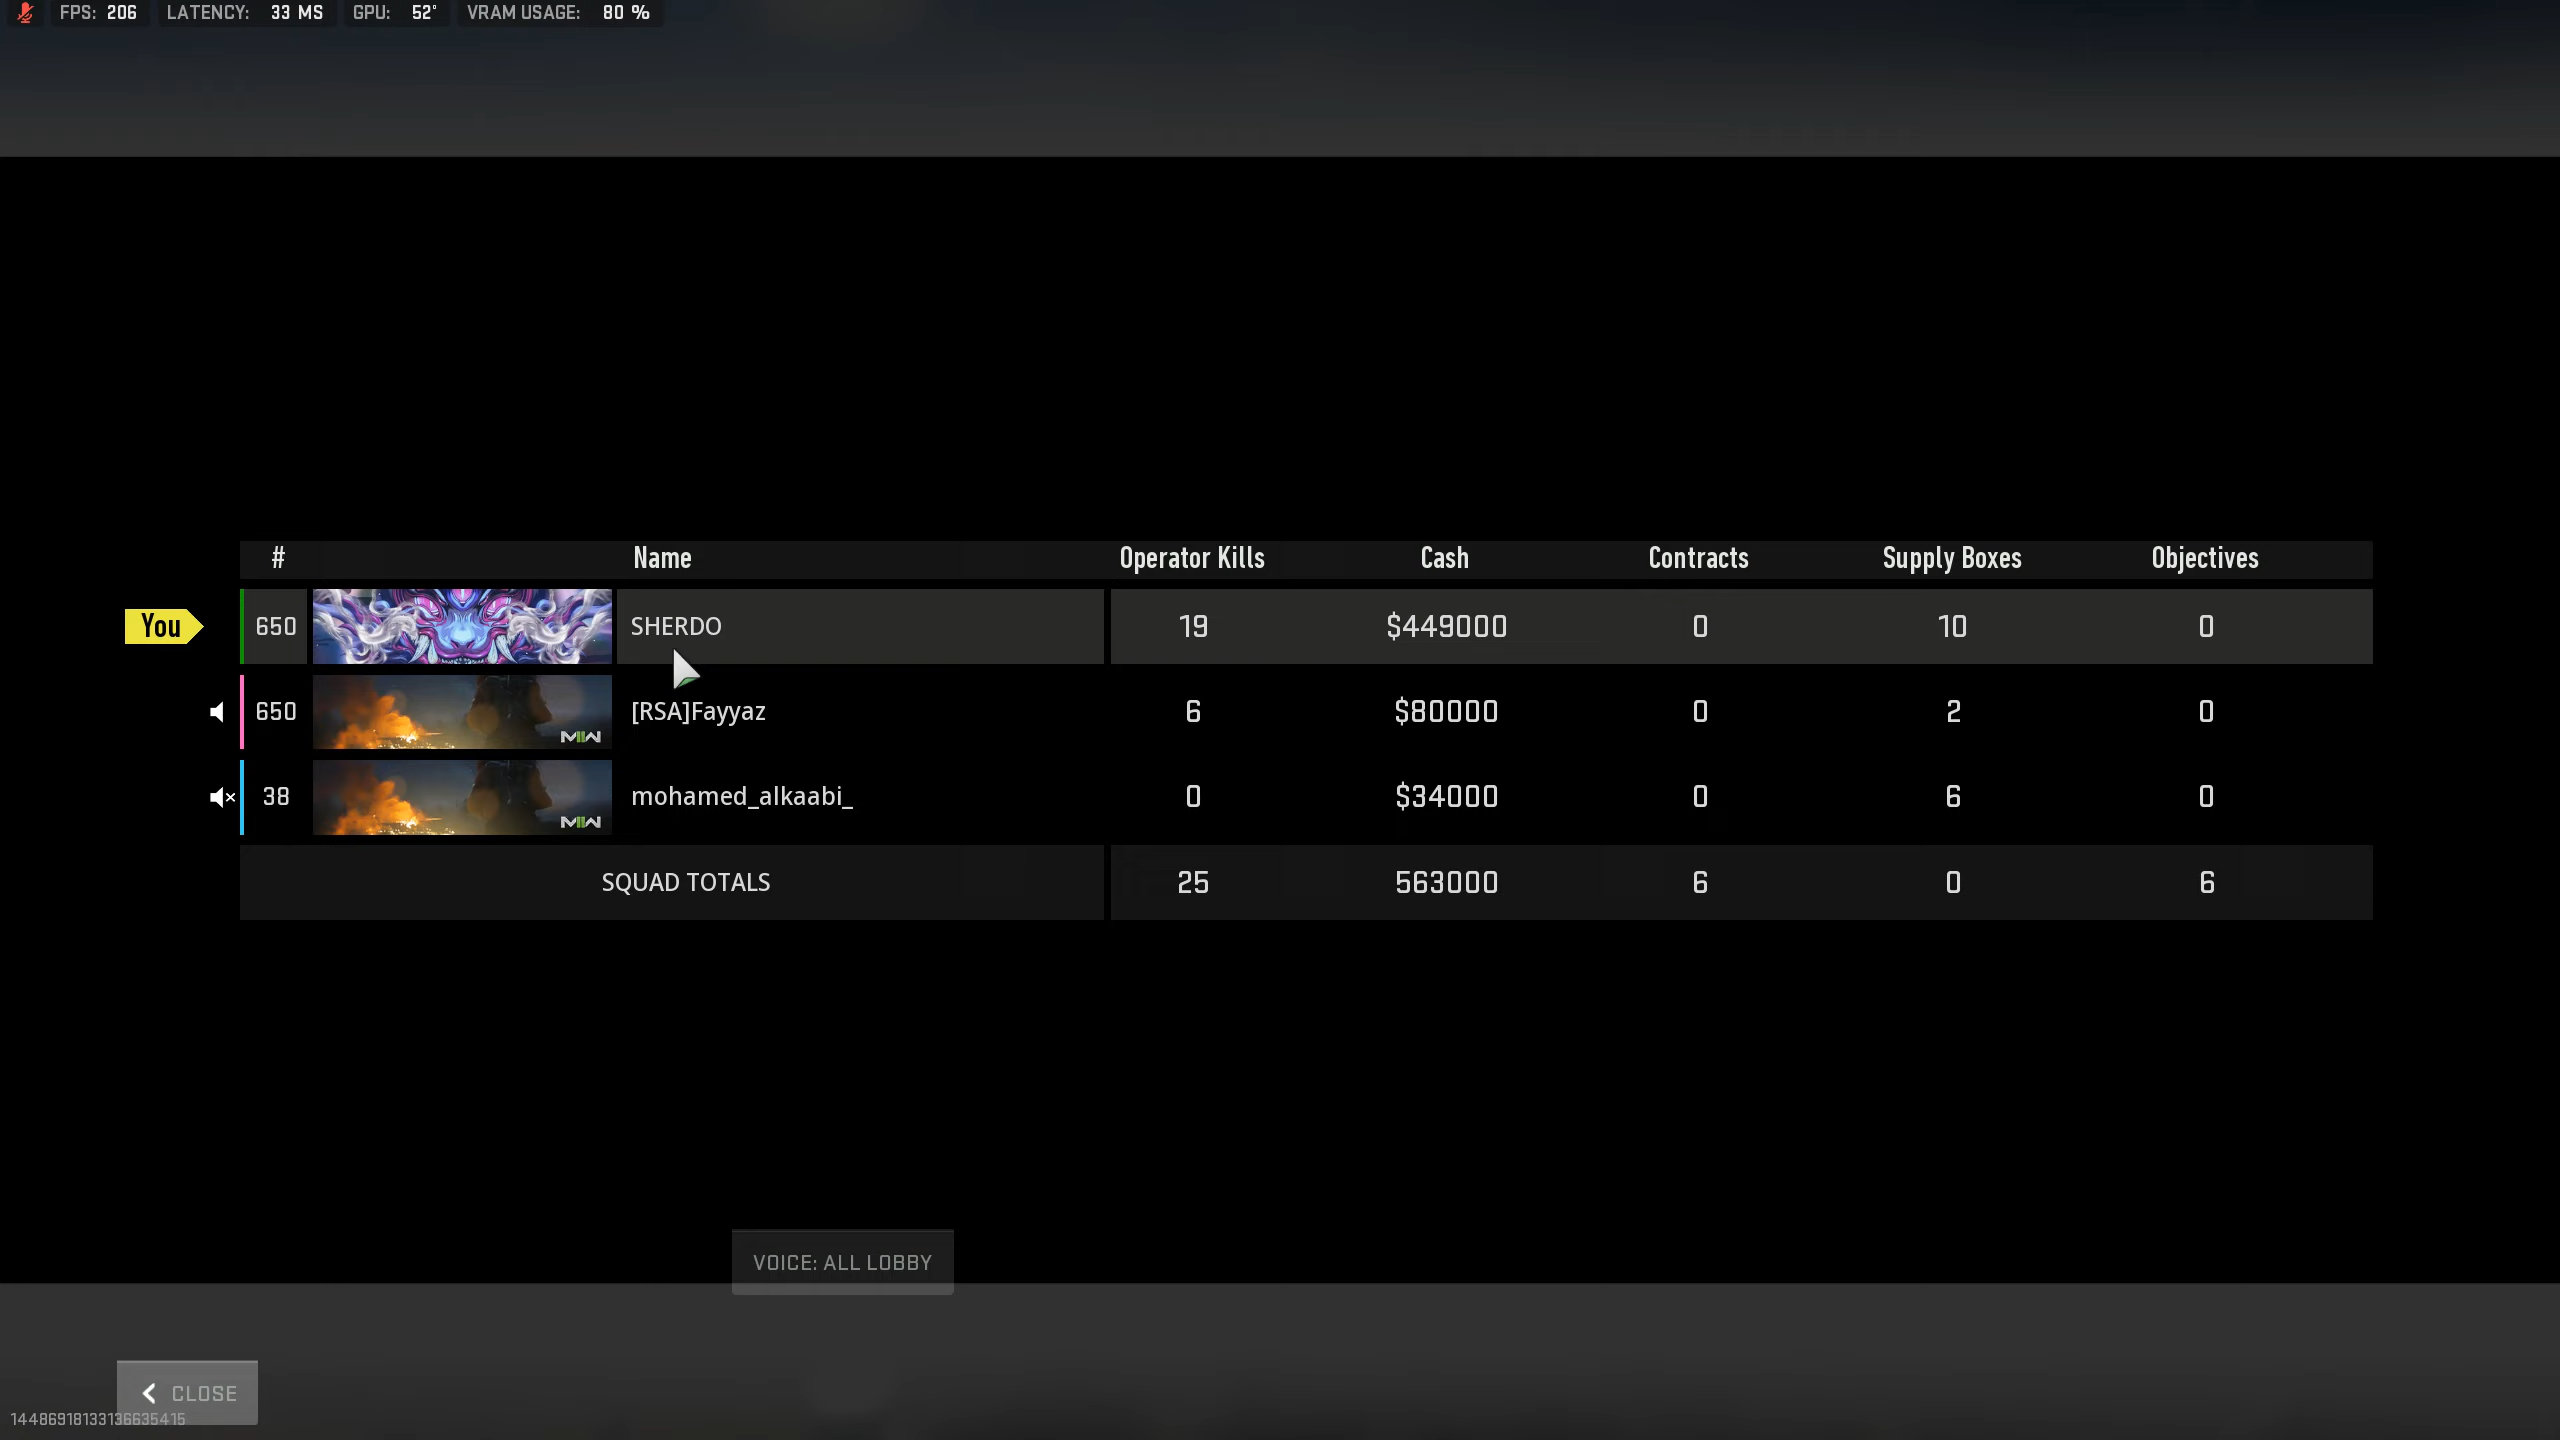 FPS: 206 LATENCY: 33 MS GPU: 52° VRAM USAGE: 80 %
# Name Operator Kills Cash Contracts Supply Boxes Objectives
You 650 SHERDO 19 $449000 0 10 0
650 MW [RSA]Fayyaz 6 $80000 0 2 0
38 MW mohamed_alkaabi_ 0 $34000 0 6 0
SQUAD TOTALS 25 563000 6 0 6
VOICE: ALL LOBBY
CLOSE
14486918133136635415